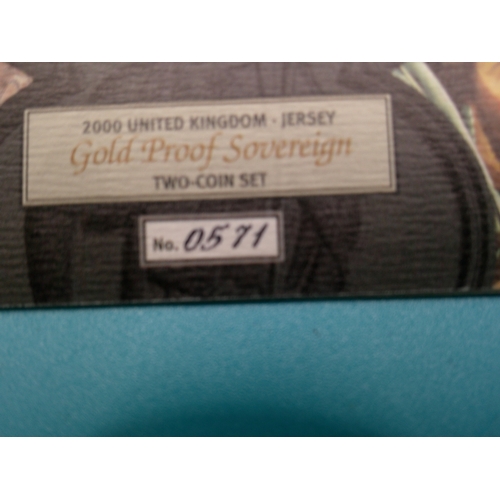 2000 UNITED KINGDOM - JERSEY
Gold Proof Sovereign
TWO-COIN SET
No. 0571